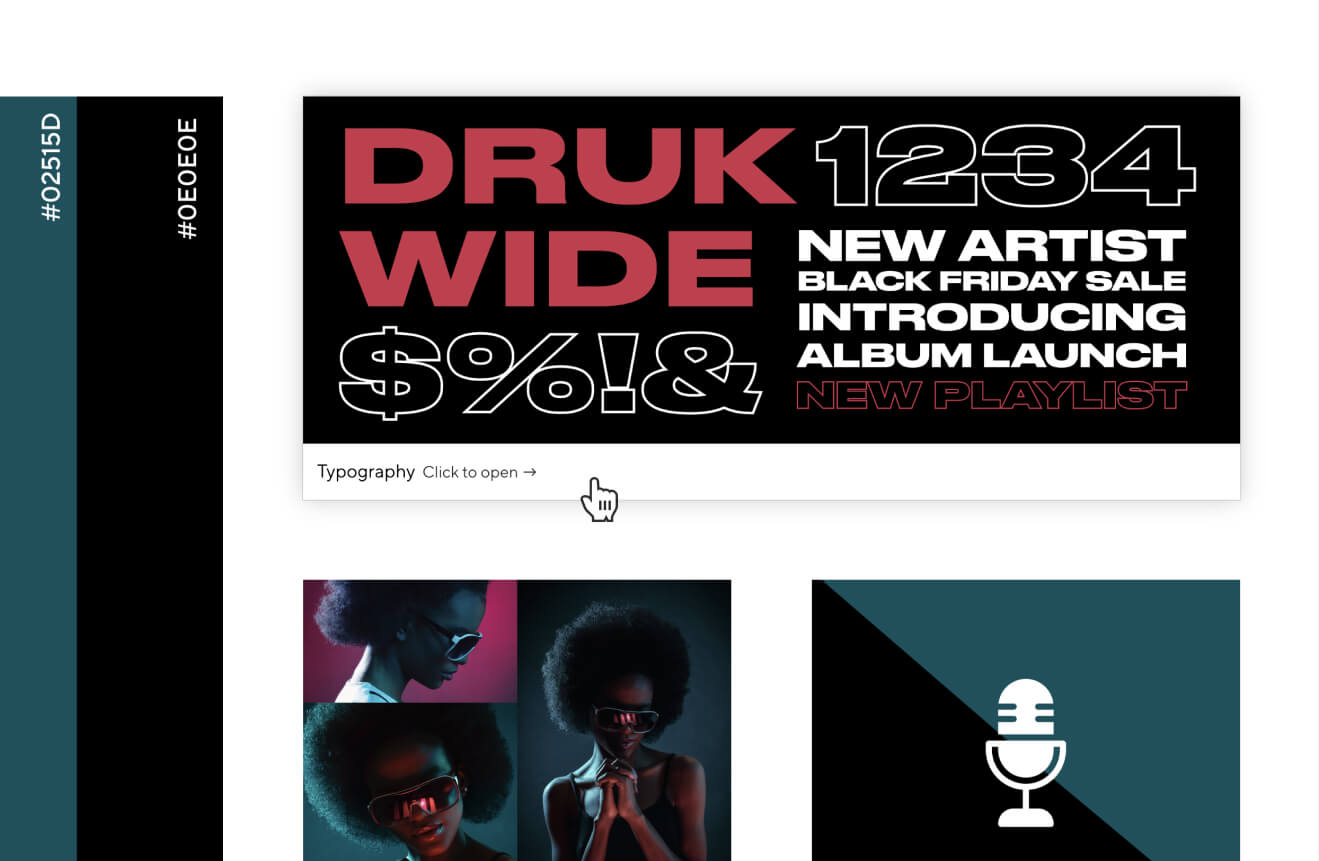 #02515D
#0E0E0E
DRUK
WIDE
$%!&
1234
NEW ARTIST
BLACK FRIDAY SALE
INTRODUCING
ALBUM LAUNCH
NEW PLAYLIST
Typography Click to open →